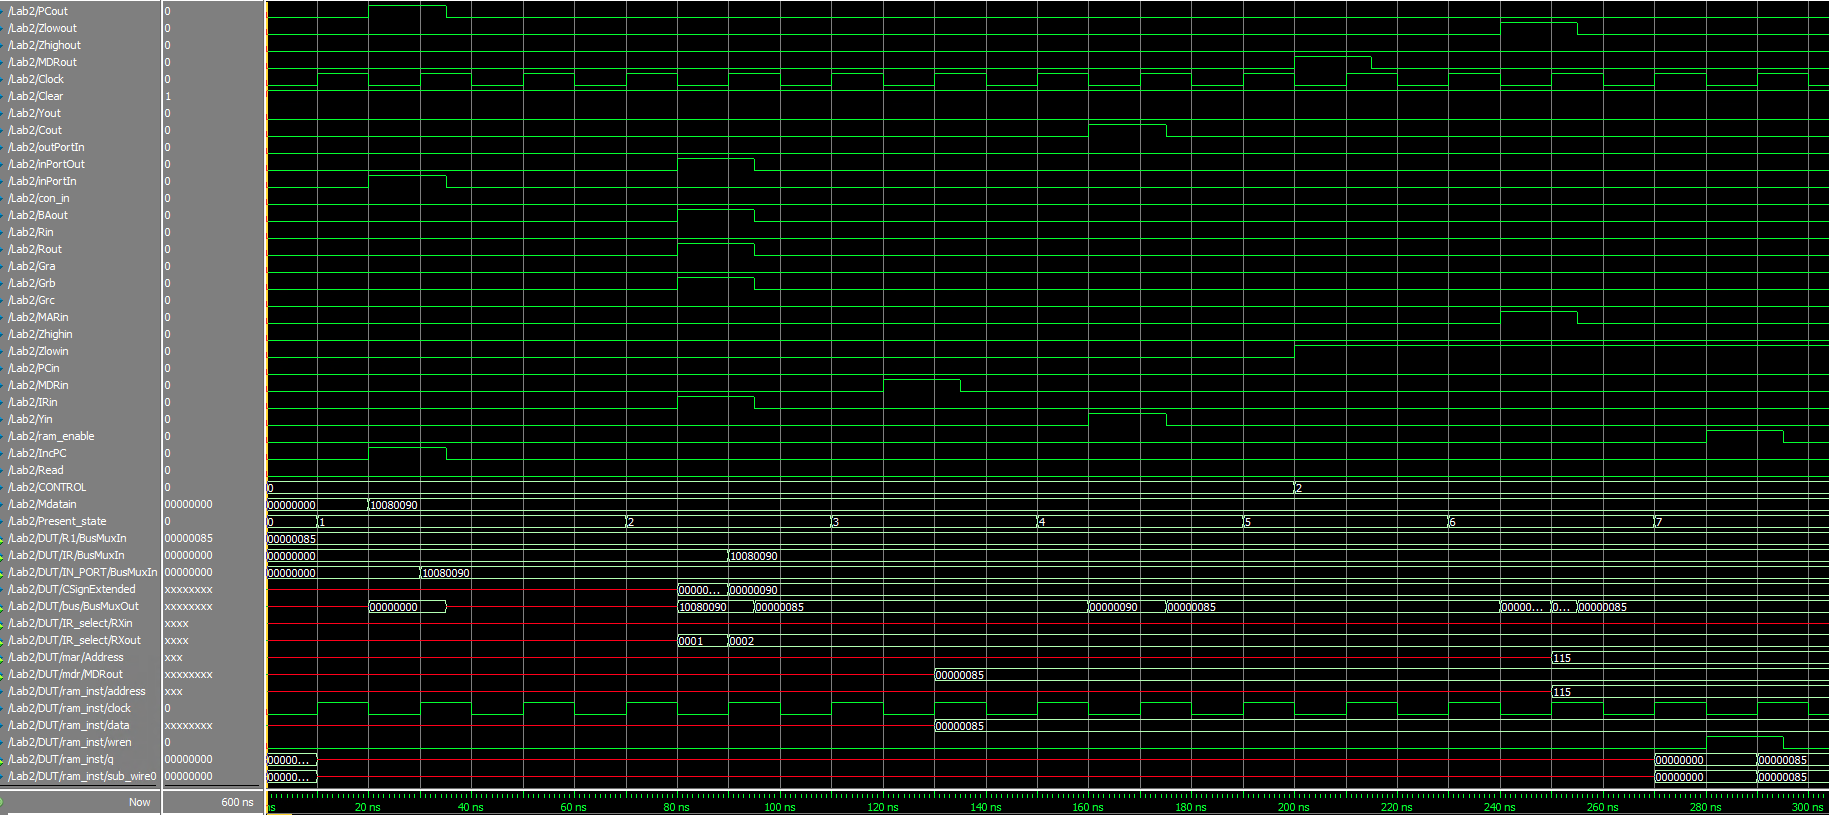 /Lab2/PCout 0
/Lab2/Zlowout 0
/Lab2/Zhighout 0
/Lab2/MDRout 0
/Lab2/Clock 0
/Lab2/Clear 1
/Lab2/Yout 0
/Lab2/Cout 0
/Lab2/outPortIn 0
/Lab2/inPortOut 0
/Lab2/inPortIn 0
/Lab2/con_in 0
/Lab2/BAout 0
/Lab2/Rin 0
/Lab2/Rout 0
/Lab2/Gra 0
/Lab2/Grb 0
/Lab2/Grc 0
/Lab2/MARin 0
/Lab2/Zhighin 0
/Lab2/Zlowin 0
/Lab2/PCin 0
/Lab2/MDRin 0
/Lab2/IRin 0
/Lab2/Yin 0
/Lab2/ram_enable 0
/Lab2/IncPC 0
/Lab2/Read 0
/Lab2/CONTROL 0 0 2
/Lab2/Mdatain 00000000 00000000 10080090
/Lab2/Present_state 0 0 1 2 3 4 5 6 7
/Lab2/DUT/R1/BusMuxIn 00000085 00000085
/Lab2/DUT/IR/BusMuxIn 00000000 00000000 10080090
/Lab2/DUT/IN_PORT/BusMuxIn 00000000 00000000 10080090
/Lab2/DUT/CSignExtended xxxxxxxx 00000... 00000090
/Lab2/DUT/bus/BusMuxOut xxxxxxxx 00000000 10080090 00000085 00000090 00000085 00000... 0... 00000085
/Lab2/DUT/IR_select/RXin xxxx
/Lab2/DUT/IR_select/RXout xxxx 0001 0002
/Lab2/DUT/mar/Address xxx 115
/Lab2/DUT/mdr/MDRout xxxxxxxx 00000085
/Lab2/DUT/ram_inst/address xxx 115
/Lab2/DUT/ram_inst/clock 0
/Lab2/DUT/ram_inst/data xxxxxxxx 00000085
/Lab2/DUT/ram_inst/wren 0
/Lab2/DUT/ram_inst/q 00000000 00000... 00000000 00000085
/Lab2/DUT/ram_inst/sub_wire0 00000000 00000... 00000000 00000085
Now 600 ns ns 20 ns 40 ns 60 ns 80 ns 100 ns 120 ns 140 ns 160 ns 180 ns 200 ns 220 ns 240 ns 260 ns 280 ns 300 ns